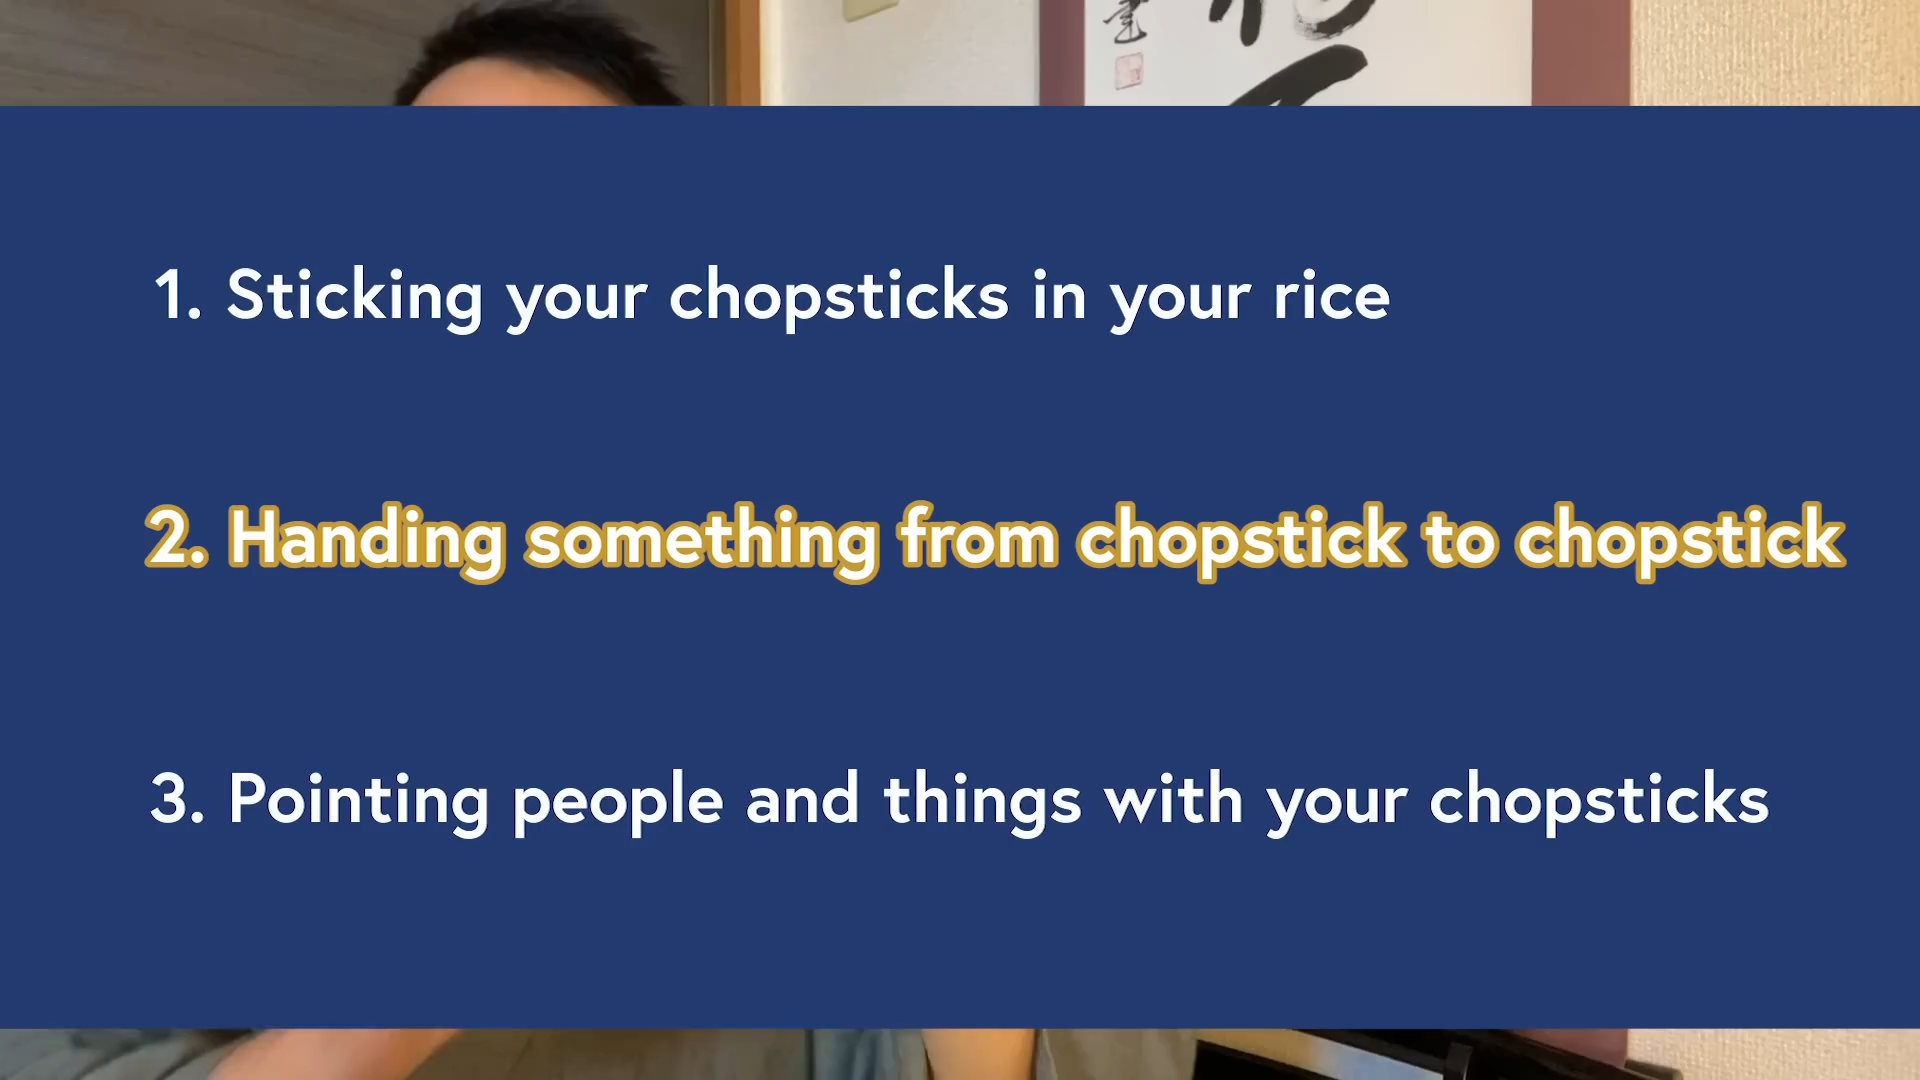 1. Sticking your chopsticks in your rice
2. Handing something from chopstick to chopstick
3. Pointing people and things with your chopsticks